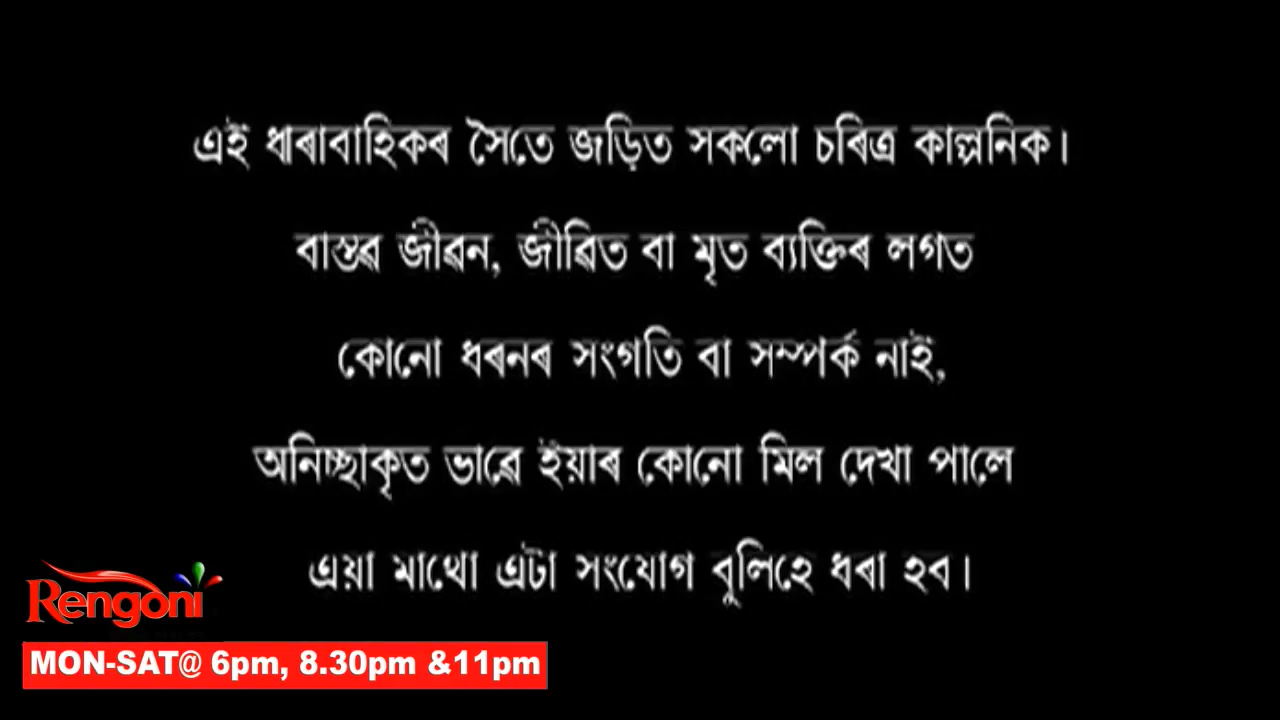 এই ধাৰাবাহিকৰ সৈতে জড়িত সকলো চৰিত্ৰ কাল্পনিক।
বাস্তৱ জীৱন, জীৱিত বা মৃত ব্যক্তিৰ লগত
কোনো ধৰনৰ সংগতি বা সম্পৰ্ক নাই,
অনিচ্ছাকৃত ভাৱে ইয়াৰ কোনো মিল দেখা পালে
এয়া মাথো এটা সংযোগ বুলিহে ধৰা হব।
Rengoni
MON-SAT@ 6pm, 8.30pm &11pm